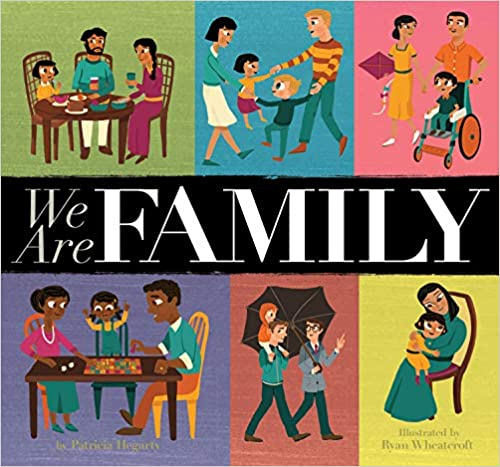 We
Are FAMILY
by Patricia Hegarty
Illustrated by
Ryan Wheatcroft